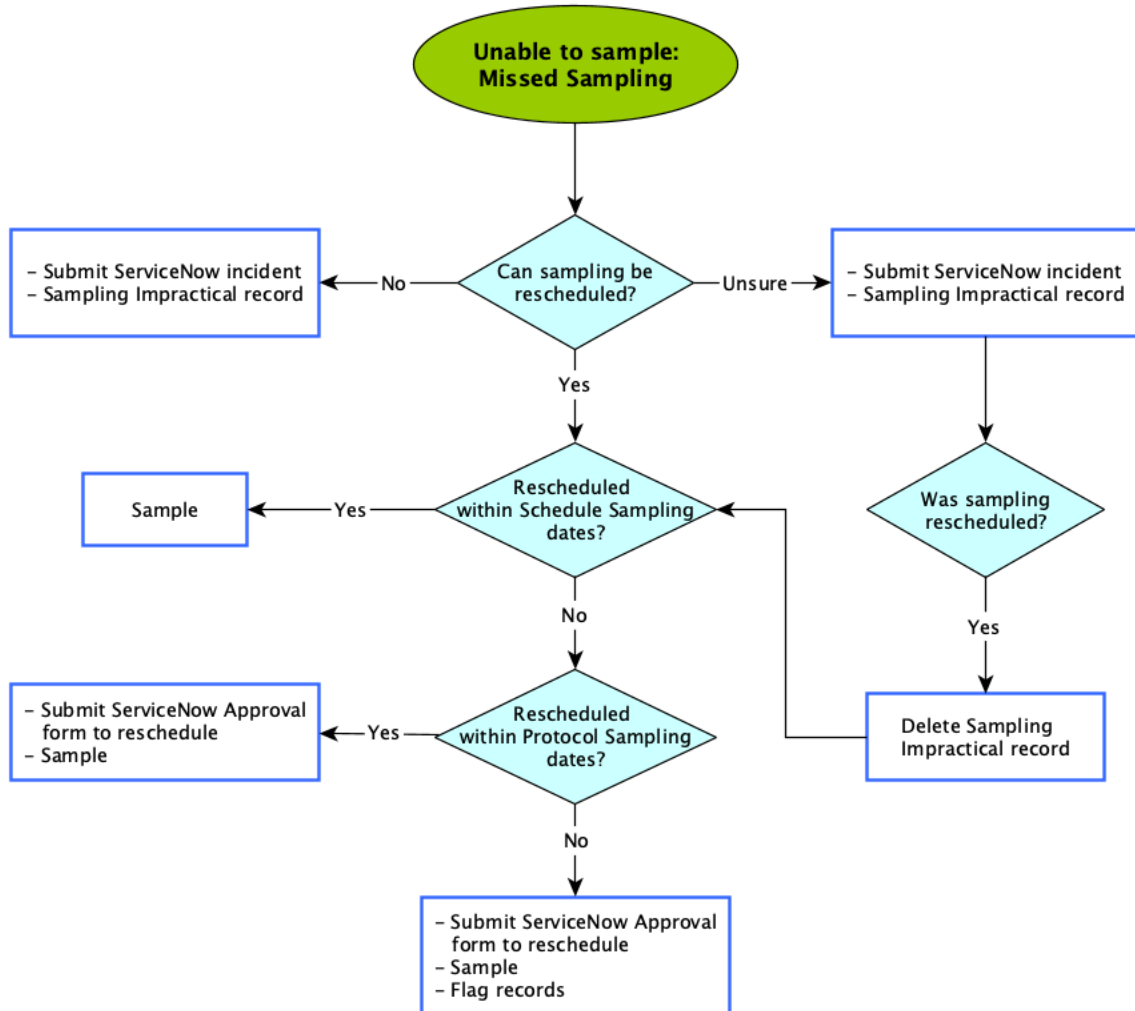 Unable to sample:
Missed Sampling
– Submit ServiceNow incident
– Sampling Impractical record
No
Can sampling be
rescheduled?
Unsure
– Submit ServiceNow incident
– Sampling Impractical record
Yes
Sample
Yes
Rescheduled
within Schedule Sampling
dates?
Was sampling
rescheduled?
No
Yes
– Submit ServiceNow Approval
form to reschedule
– Sample
Yes
Rescheduled
within Protocol Sampling
dates?
Delete Sampling
Impractical record
No
– Submit ServiceNow Approval
form to reschedule
– Sample
– Flag records